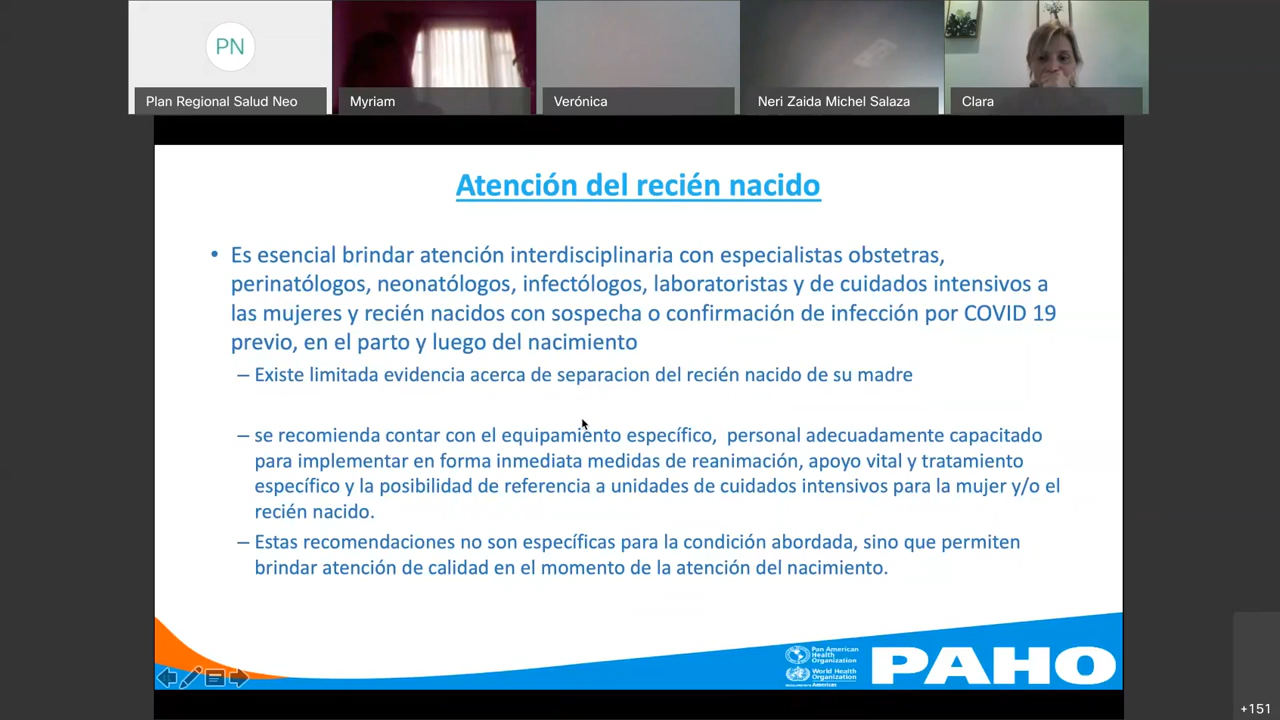 PN
Plan Regional Salud Neo
Myriam
Verónica
Neri Zaida Michel Salaza
Clara
Atención del recién nacido
• Es esencial brindar atención interdisciplinaria con especialistas obstetras,
perinatólogos, neonatólogos, infectólogos, laboratoristas y de cuidados intensivos a
las mujeres y recién nacidos con sospecha o confirmación de infección por COVID 19
previo, en el parto y luego del nacimiento
– Existe limitada evidencia acerca de separacion del recién nacido de su madre
– se recomienda contar con el equipamiento específico, personal adecuadamente capacitado
para implementar en forma inmediata medidas de reanimación, apoyo vital y tratamiento
específico y la posibilidad de referencia a unidades de cuidados intensivos para la mujer y/o el
recién nacido.
– Estas recomendaciones no son específicas para la condición abordada, sino que permiten
brindar atención de calidad en el momento de la atención del nacimiento.
Pan American
Health
Organization
World Health
Organization
Americas
PAHO
+151